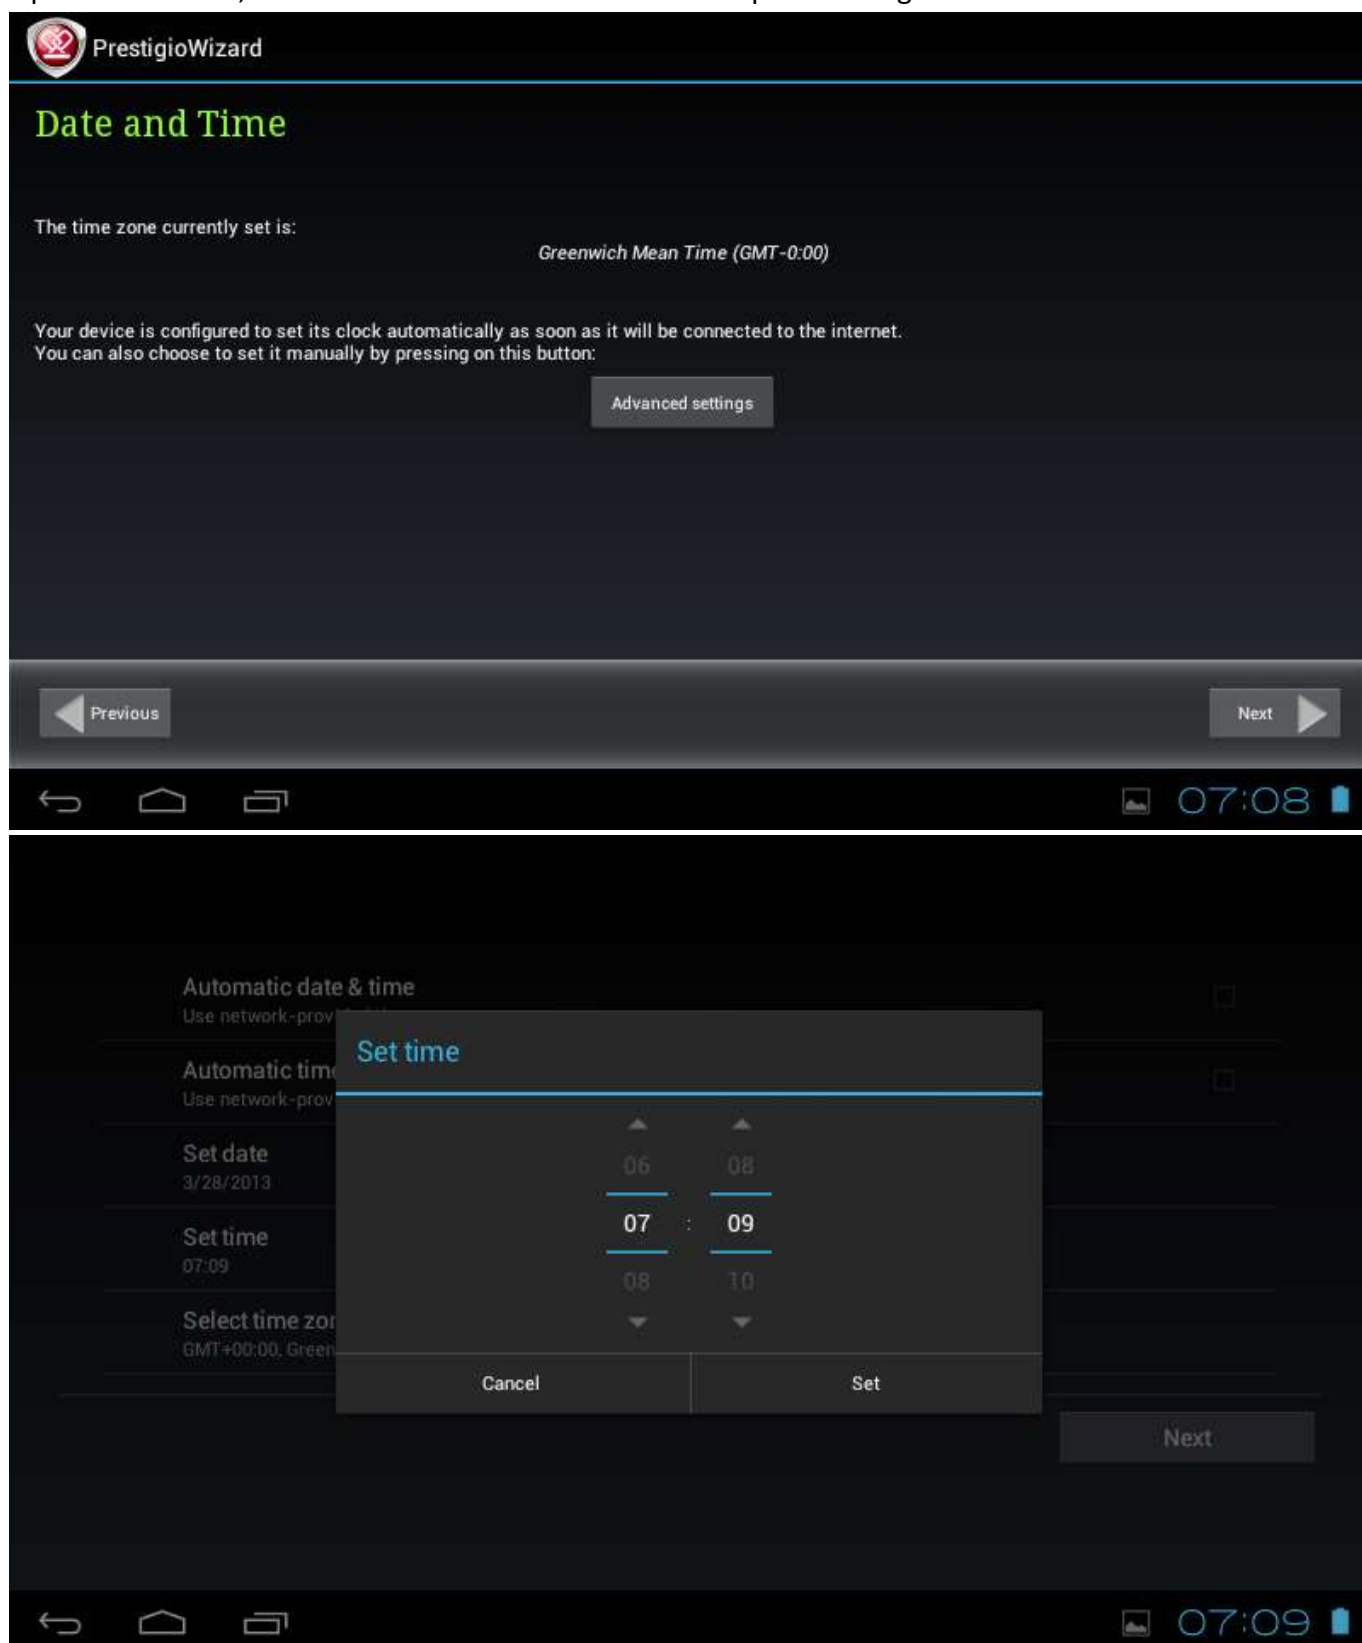 PrestigioWizard
Date and Time
The time zone currently set is:
Greenwich Mean Time (GMT-0:00)
Your device is configured to set its clock automatically as soon as it will be connected to the internet.
You can also choose to set it manually by pressing on this button:
Advanced settings
Previous
Next
07:08
Automatic date & time
Use network-prov
Set time
Automatic tim
Use network-prov
Set date
3/28/2013
06 08
07 : 09
08 10
Set time
07:09
Select time zon
GMT+00:00, Green
Cancel Set
Next
07:09